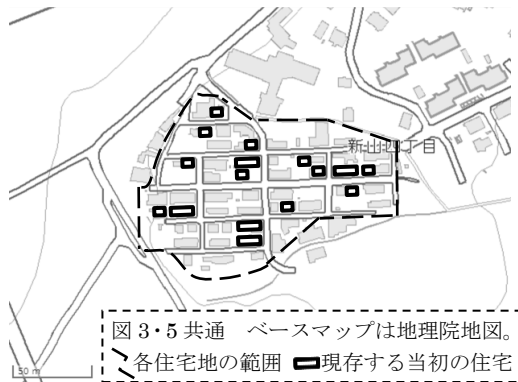 新山四丁目
図 3・5 共通　ベースマップは地理院地図。
各住宅地の範囲 現存する当初の住宅
50 m